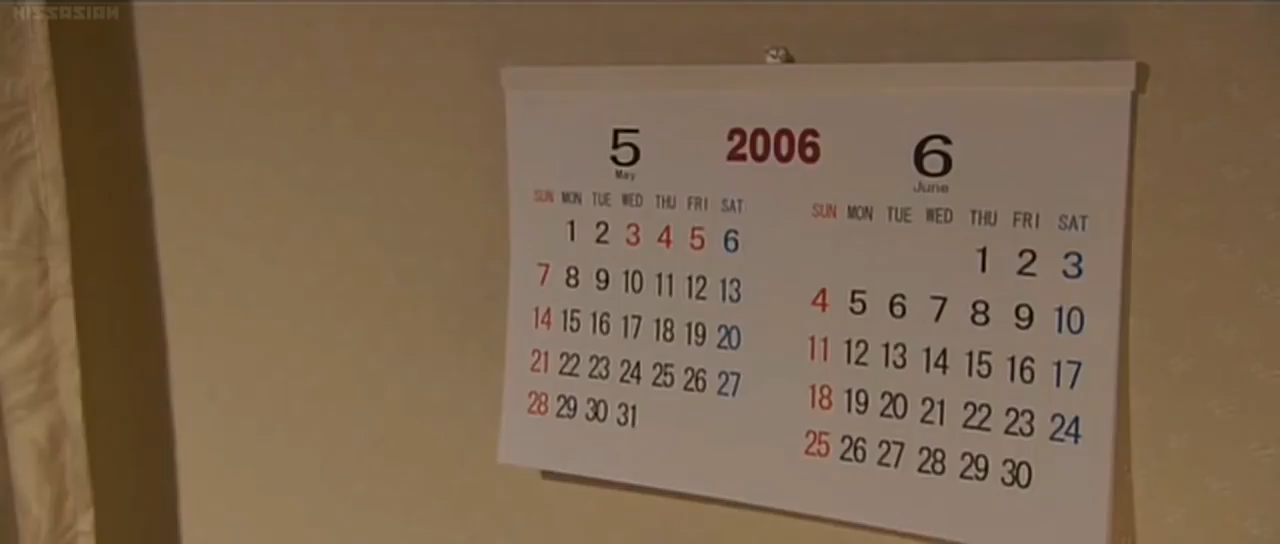 KISSASIAN
2006
5
May
SUN MON TUE WED THU FRI SAT
1 2 3 4 5 6
7 8 9 10 11 12 13
14 15 16 17 18 19 20
21 22 23 24 25 26 27
28 29 30 31
6
June
SUN MON TUE WED THU FRI SAT
1 2 3
4 5 6 7 8 9 10
11 12 13 14 15 16 17
18 19 20 21 22 23 24
25 26 27 28 29 30